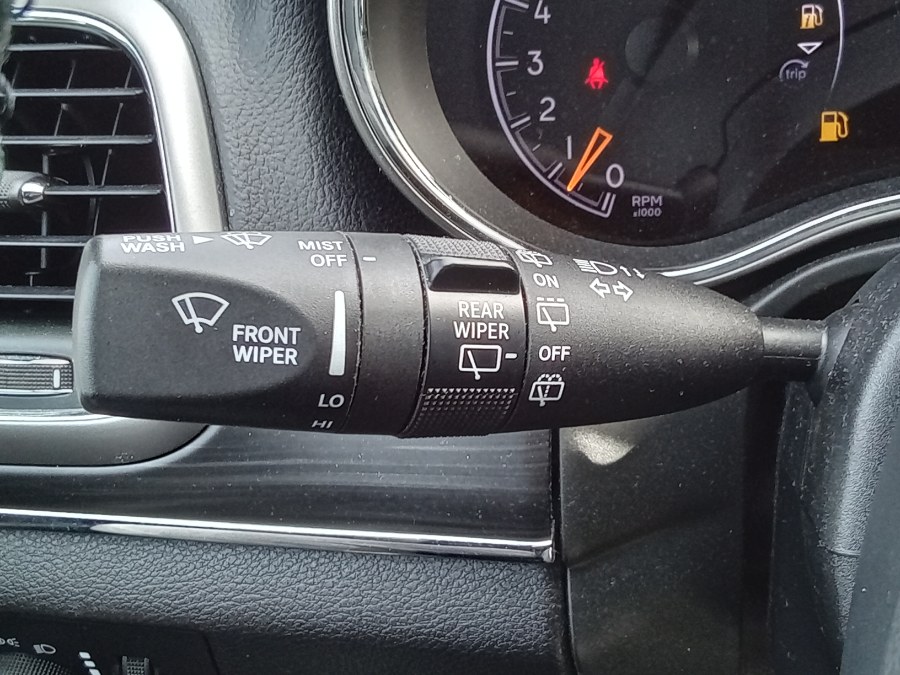 4
3
2
1
0
RPM
x1000
trip
PUSH
WASH
MIST
OFF
FRONT
WIPER
LO
HI
REAR
WIPER
ON
OFF